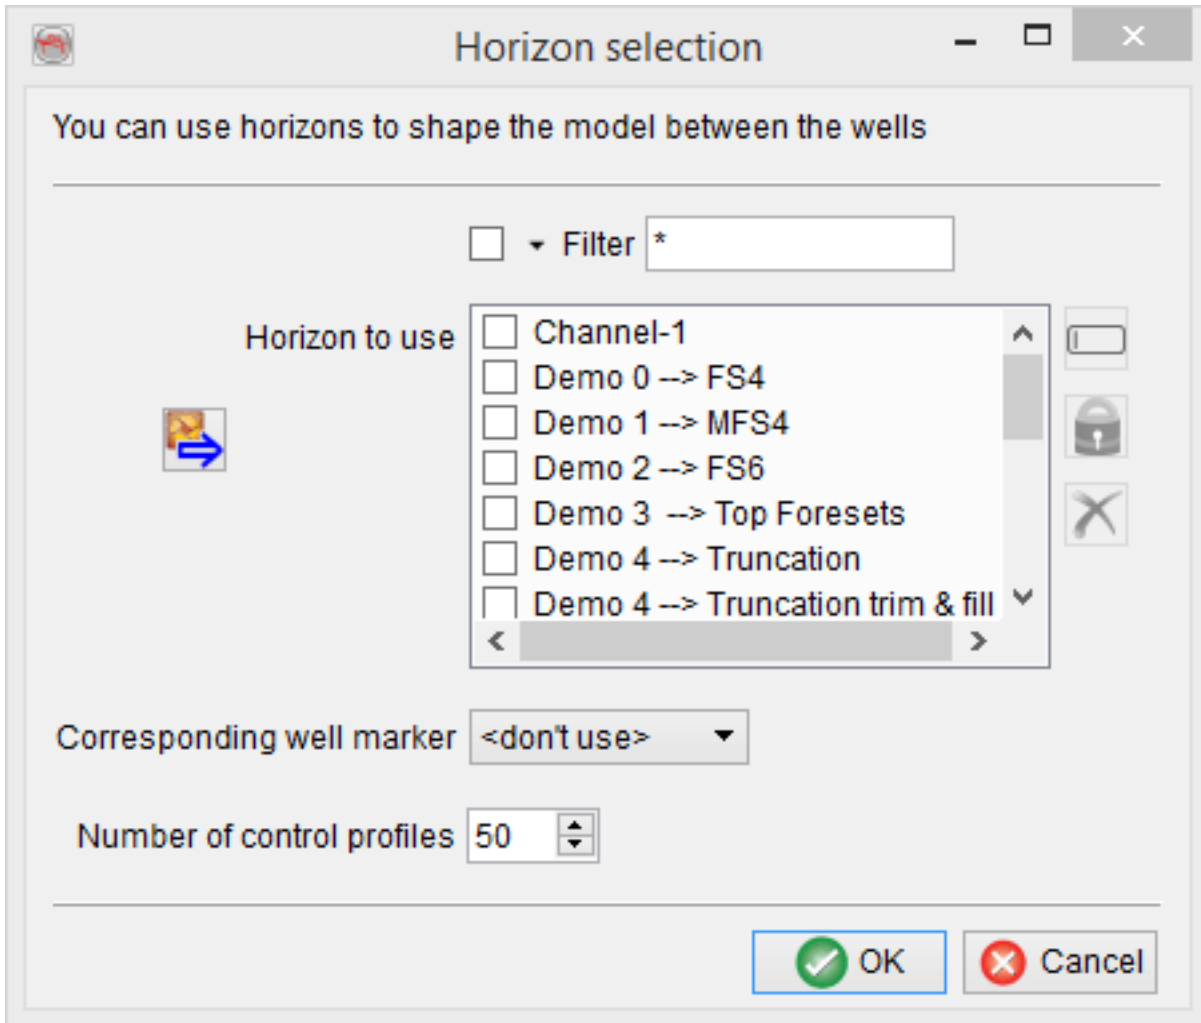 Horizon selection
You can use horizons to shape the model between the wells
Filter *
Horizon to use
Channel-1
Demo 0 --> FS4
Demo 1 --> MFS4
Demo 2 --> FS6
Demo 3 --> Top Foresets
Demo 4 --> Truncation
Demo 4 --> Truncation trim & fill
Corresponding well marker <don't use>
Number of control profiles 50
OK Cancel